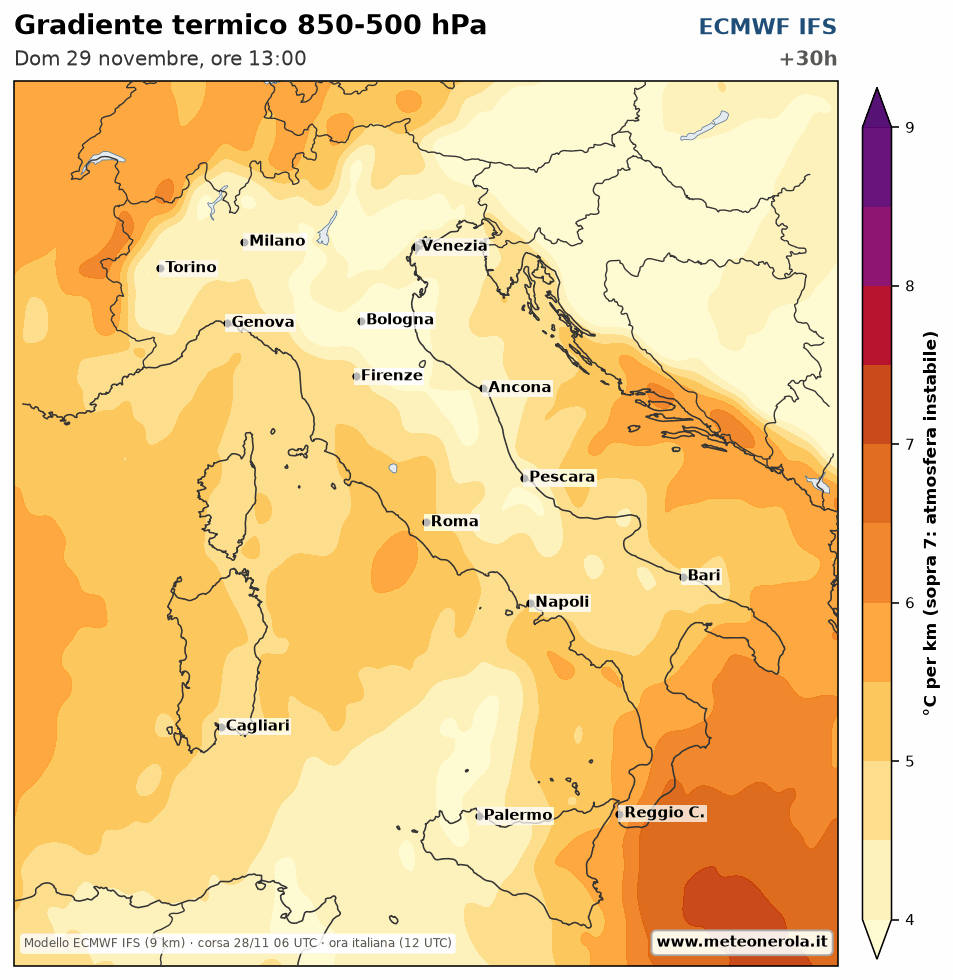 Gradiente termico 850-500 hPa
ECMWF IFS
Dom 29 novembre, ore 13:00
+30h
Milano
Venezia
Torino
Genova
Bologna
Firenze
Ancona
Pescara
Roma
Bari
Napoli
Cagliari
Palermo
Reggio C.
9
8
7
6
5
4
°C per km (sopra 7: atmosfera instabile)
Modello ECMWF IFS (9 km) · corsa 28/11 06 UTC · ora italiana (12 UTC)
www.meteonerola.it